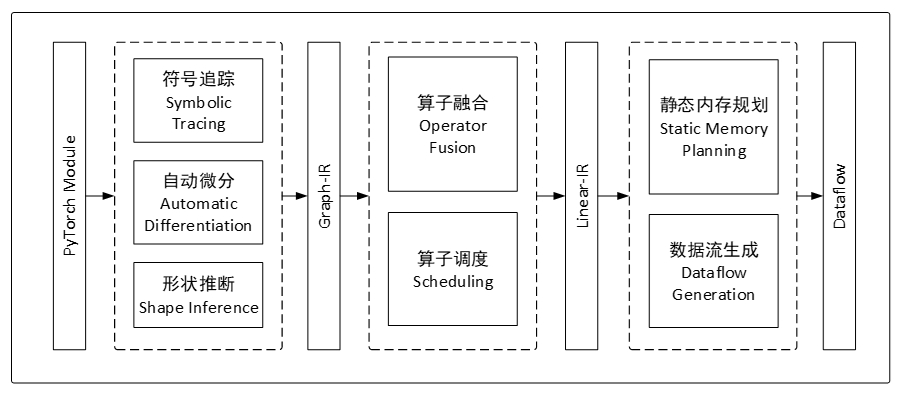 PyTorch Module
符号追踪
Symbolic
Tracing
自动微分
Automatic
Differentiation
形状推断
Shape Inference
Graph-IR
算子融合
Operator
Fusion
算子调度
Scheduling
Linear-IR
静态内存规划
Static Memory
Planning
数据流生成
Dataflow
Generation
Dataflow